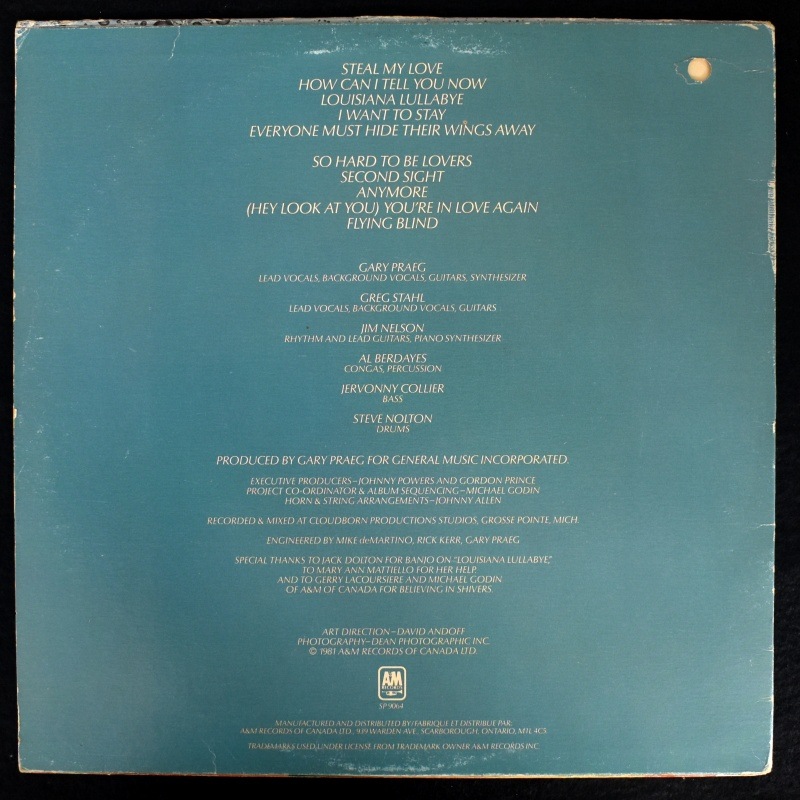 STEAL MY LOVE
HOW CAN I TELL YOU NOW
LOUISIANA LULLABYE
I WANT TO STAY
EVERYONE MUST HIDE THEIR WINGS AWAY
SO HARD TO BE LOVERS
SECOND SIGHT
ANYMORE
(HEY LOOK AT YOU) YOU'RE IN LOVE AGAIN
FLYING BLIND
GARY PRAEG
LEAD VOCALS, BACKGROUND VOCALS, GUITARS, SYNTHESIZER
GREG STAHL
LEAD VOCALS, BACKGROUND VOCALS, GUITARS
JIM NELSON
RHYTHM AND LEAD GUITARS, PIANO SYNTHESIZER
AL BERDAYES
CONGAS, PERCUSSION
JERVONNY COLLIER
BASS
STEVE NOLTON
DRUMS
PRODUCED BY GARY PRAEG FOR GENERAL MUSIC INCORPORATED.
EXECUTIVE PRODUCERS–JOHNNY POWERS AND GORDON PRINCE
PROJECT CO-ORDINATOR & ALBUM SEQUENCING–MICHAEL GODIN
HORN & STRING ARRANGEMENTS–JOHNNY ALLEN
RECORDED & MIXED AT CLOUDBORN PRODUCTIONS STUDIOS, GROSSE POINTE, MICH.
ENGINEERED BY MIKE deMARTINO, RICK KERR, GARY PRAEG
SPECIAL THANKS TO JACK DOLTON FOR BANJO ON "LOUISIANA LULLABYE,"
TO MARY ANN MATTIELLO FOR HER HELP,
AND TO GERRY LACOURSIERE AND MICHAEL GODIN
OF A&M OF CANADA FOR BELIEVING IN SHIVERS.
ART DIRECTION–DAVID ANDOFF
PHOTOGRAPHY–DEAN PHOTOGRAPHIC INC.
© 1981 A&M RECORDS OF CANADA LTD.
A&M
RECORDS
SP 9064
MANUFACTURED AND DISTRIBUTED BY/FABRIQUE ET DISTRIBUE PAR:
A&M RECORDS OF CANADA LTD., 939 WARDEN AVE., SCARBOROUGH, ONTARIO, M1L 4C5.
TRADEMARKS USED UNDER LICENSE FROM TRADEMARK OWNER A&M RECORDS INC.